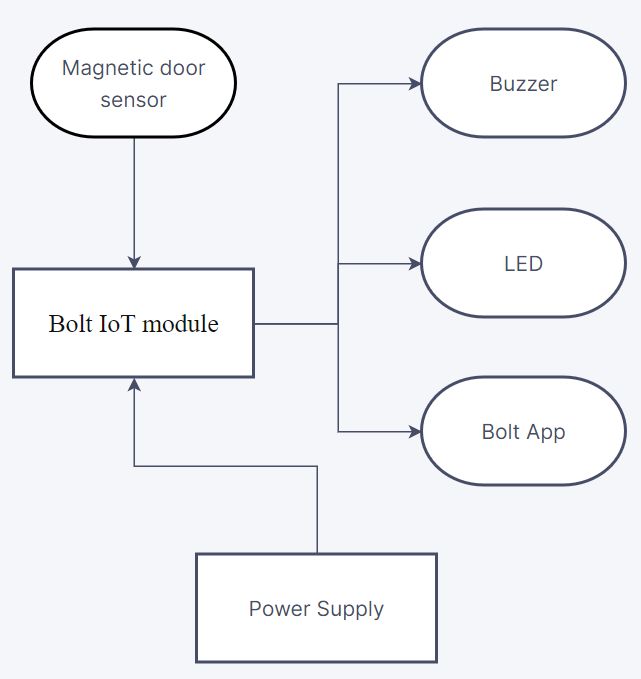 Magnetic door
sensor
Buzzer
LED
Bolt IoT module
Bolt App
Power Supply